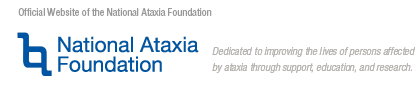 Official Website of the National Ataxia Foundation
National Ataxia
Foundation
Dedicated to improving the lives of persons affected
by ataxia through support, education, and research.